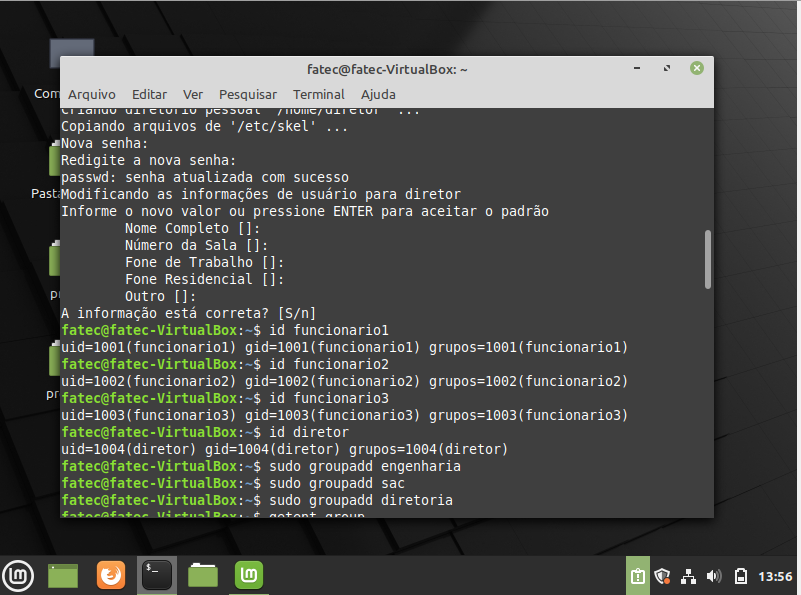 fatec@fatec-VirtualBox: ~
Arquivo Editar Ver Pesquisar Terminal Ajuda
Com
Pasta
pr
pr
Criando diretório pessoal '/home/diretor' ...
Copiando arquivos de '/etc/skel' ...
Nova senha:
Redigite a nova senha:
passwd: senha atualizada com sucesso
Modificando as informações de usuário para diretor
Informe o novo valor ou pressione ENTER para aceitar o padrão
Nome Completo []:
Número da Sala []:
Fone de Trabalho []:
Fone Residencial []:
Outro []:
A informação está correta? [S/n]
fatec@fatec-VirtualBox:~$ id funcionario1
uid=1001(funcionario1) gid=1001(funcionario1) grupos=1001(funcionario1)
fatec@fatec-VirtualBox:~$ id funcionario2
uid=1002(funcionario2) gid=1002(funcionario2) grupos=1002(funcionario2)
fatec@fatec-VirtualBox:~$ id funcionario3
uid=1003(funcionario3) gid=1003(funcionario3) grupos=1003(funcionario3)
fatec@fatec-VirtualBox:~$ id diretor
uid=1004(diretor) gid=1004(diretor) grupos=1004(diretor)
fatec@fatec-VirtualBox:~$ sudo groupadd engenharia
fatec@fatec-VirtualBox:~$ sudo groupadd sac
fatec@fatec-VirtualBox:~$ sudo groupadd diretoria
fatec@fatec-VirtualBox:~$ getent group
13:56